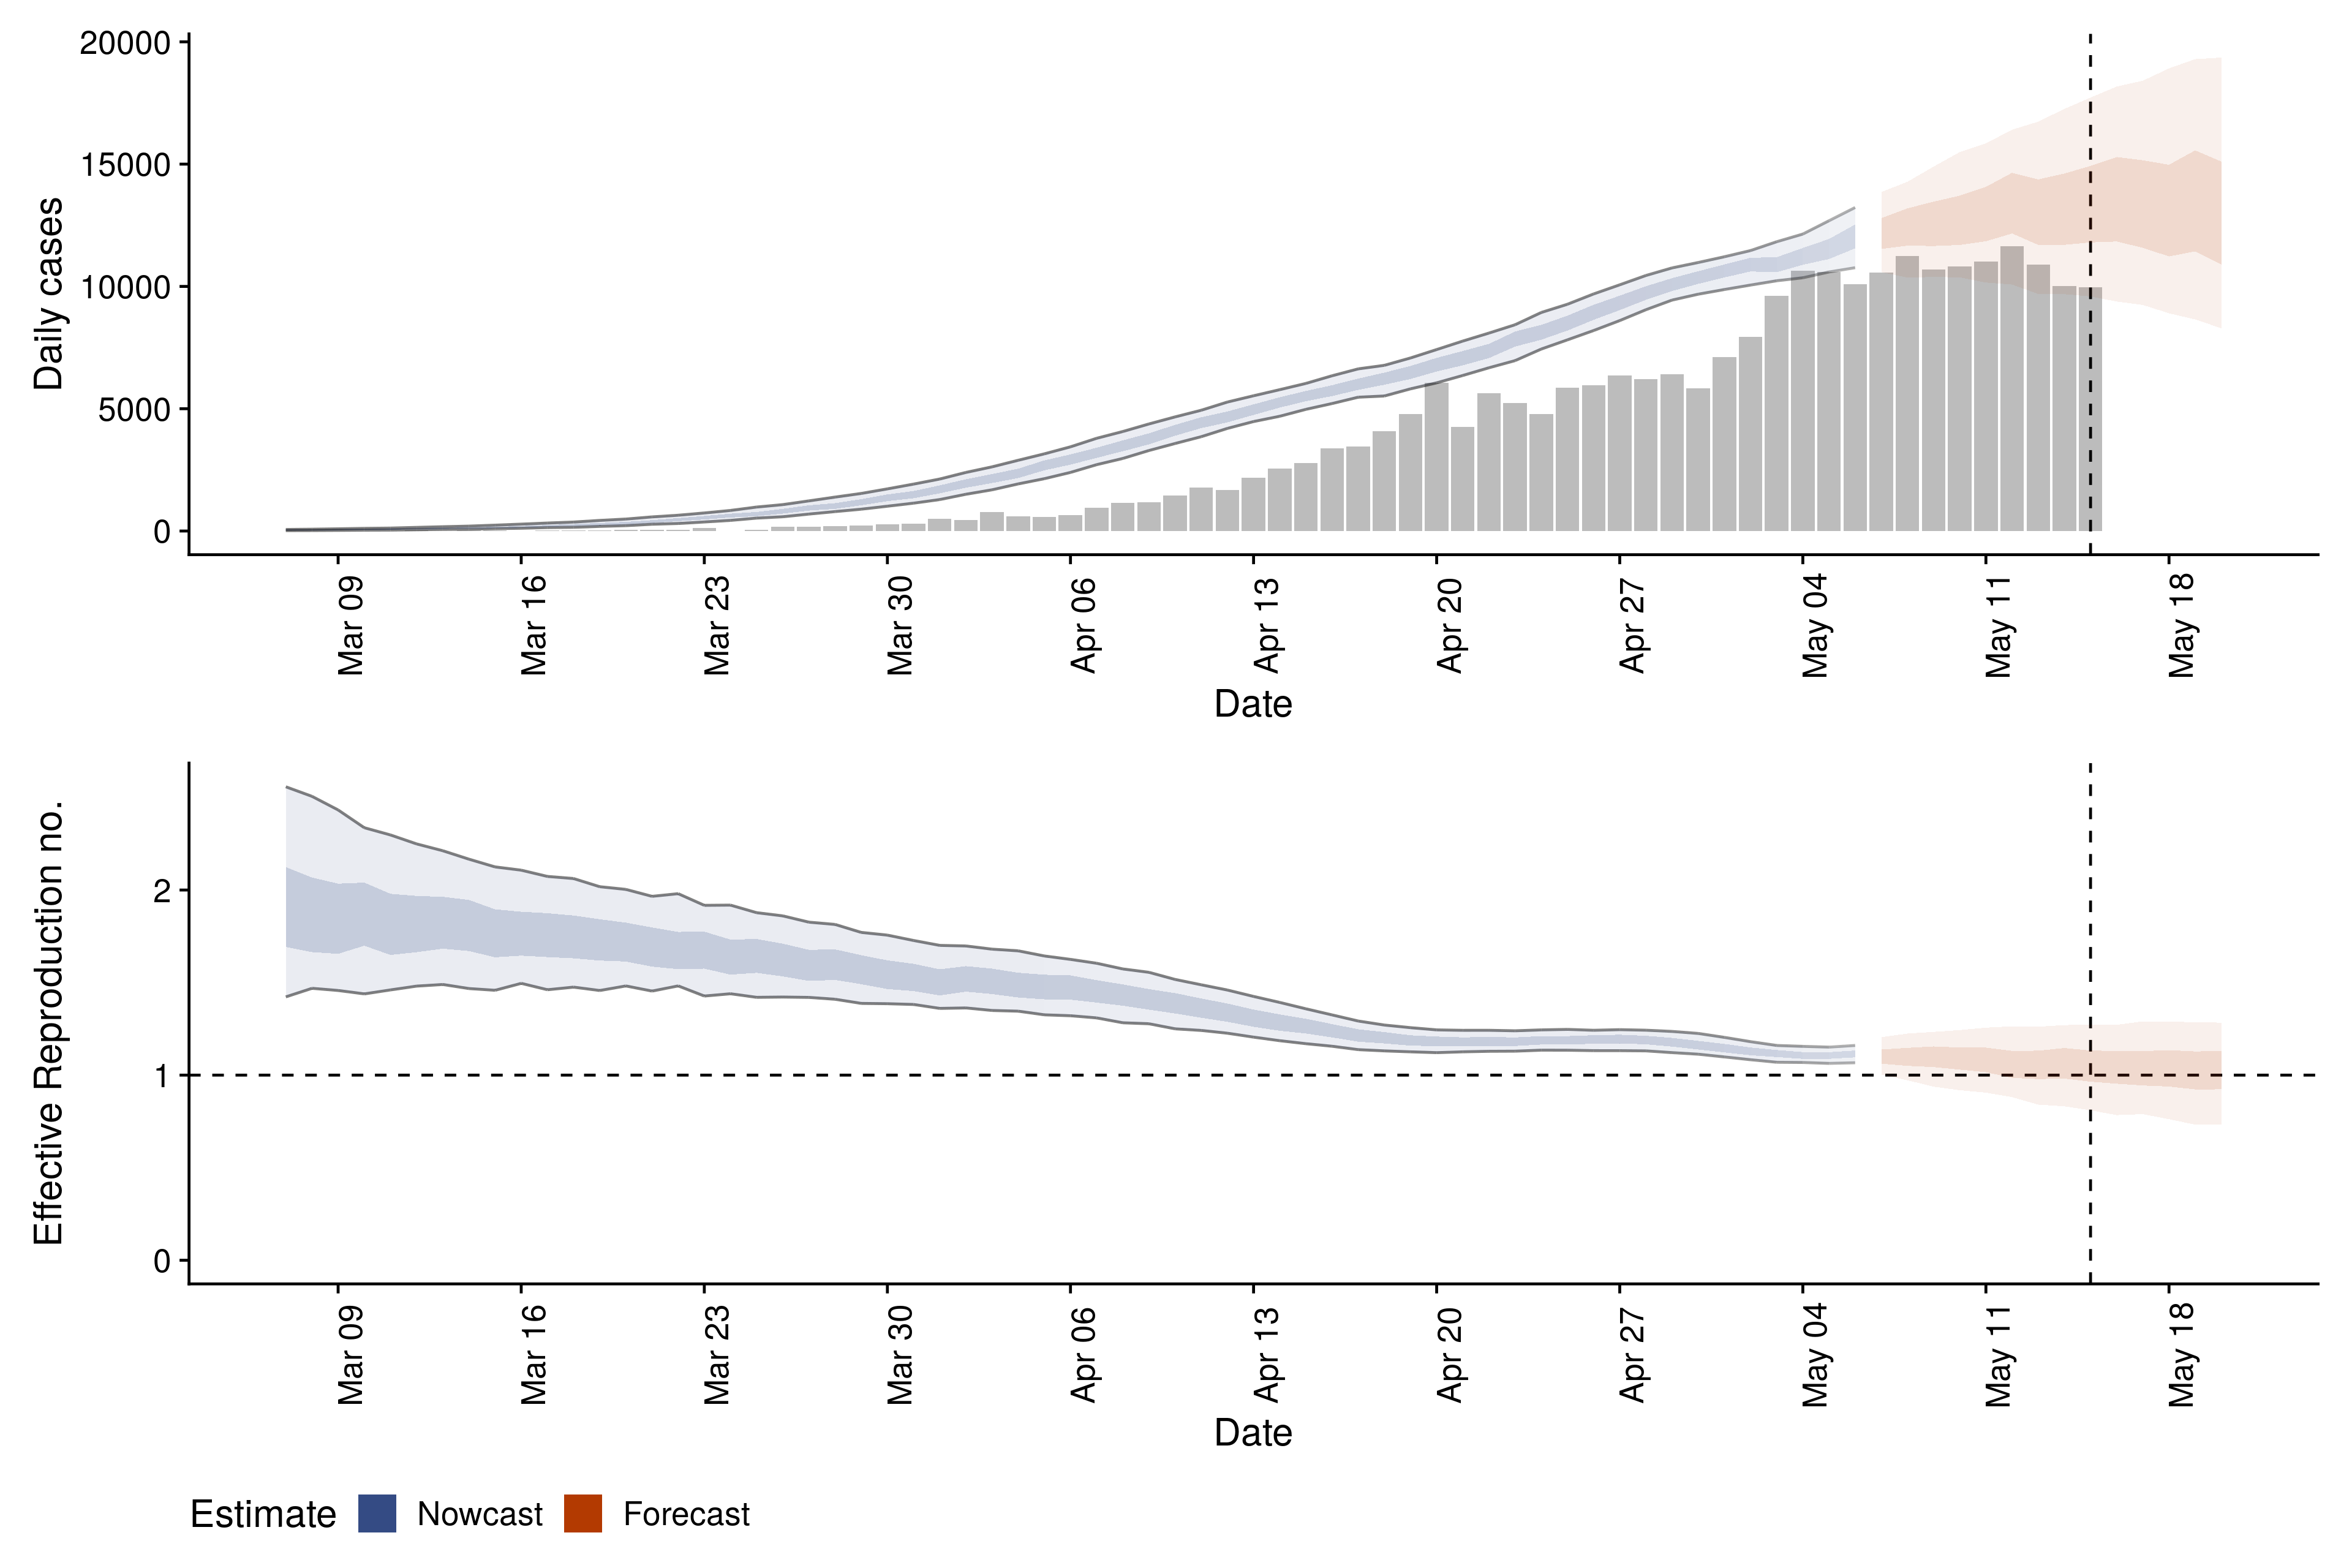 20000
15000
10000
5000
0
Daily cases
Mar 09 Mar 16 Mar 23 Mar 30 Apr 06 Apr 13 Apr 20 Apr 27 May 04 May 11 May 18
Date
2
1
0
Effective Reproduction no.
Mar 09 Mar 16 Mar 23 Mar 30 Apr 06 Apr 13 Apr 20 Apr 27 May 04 May 11 May 18
Date
Estimate Nowcast Forecast